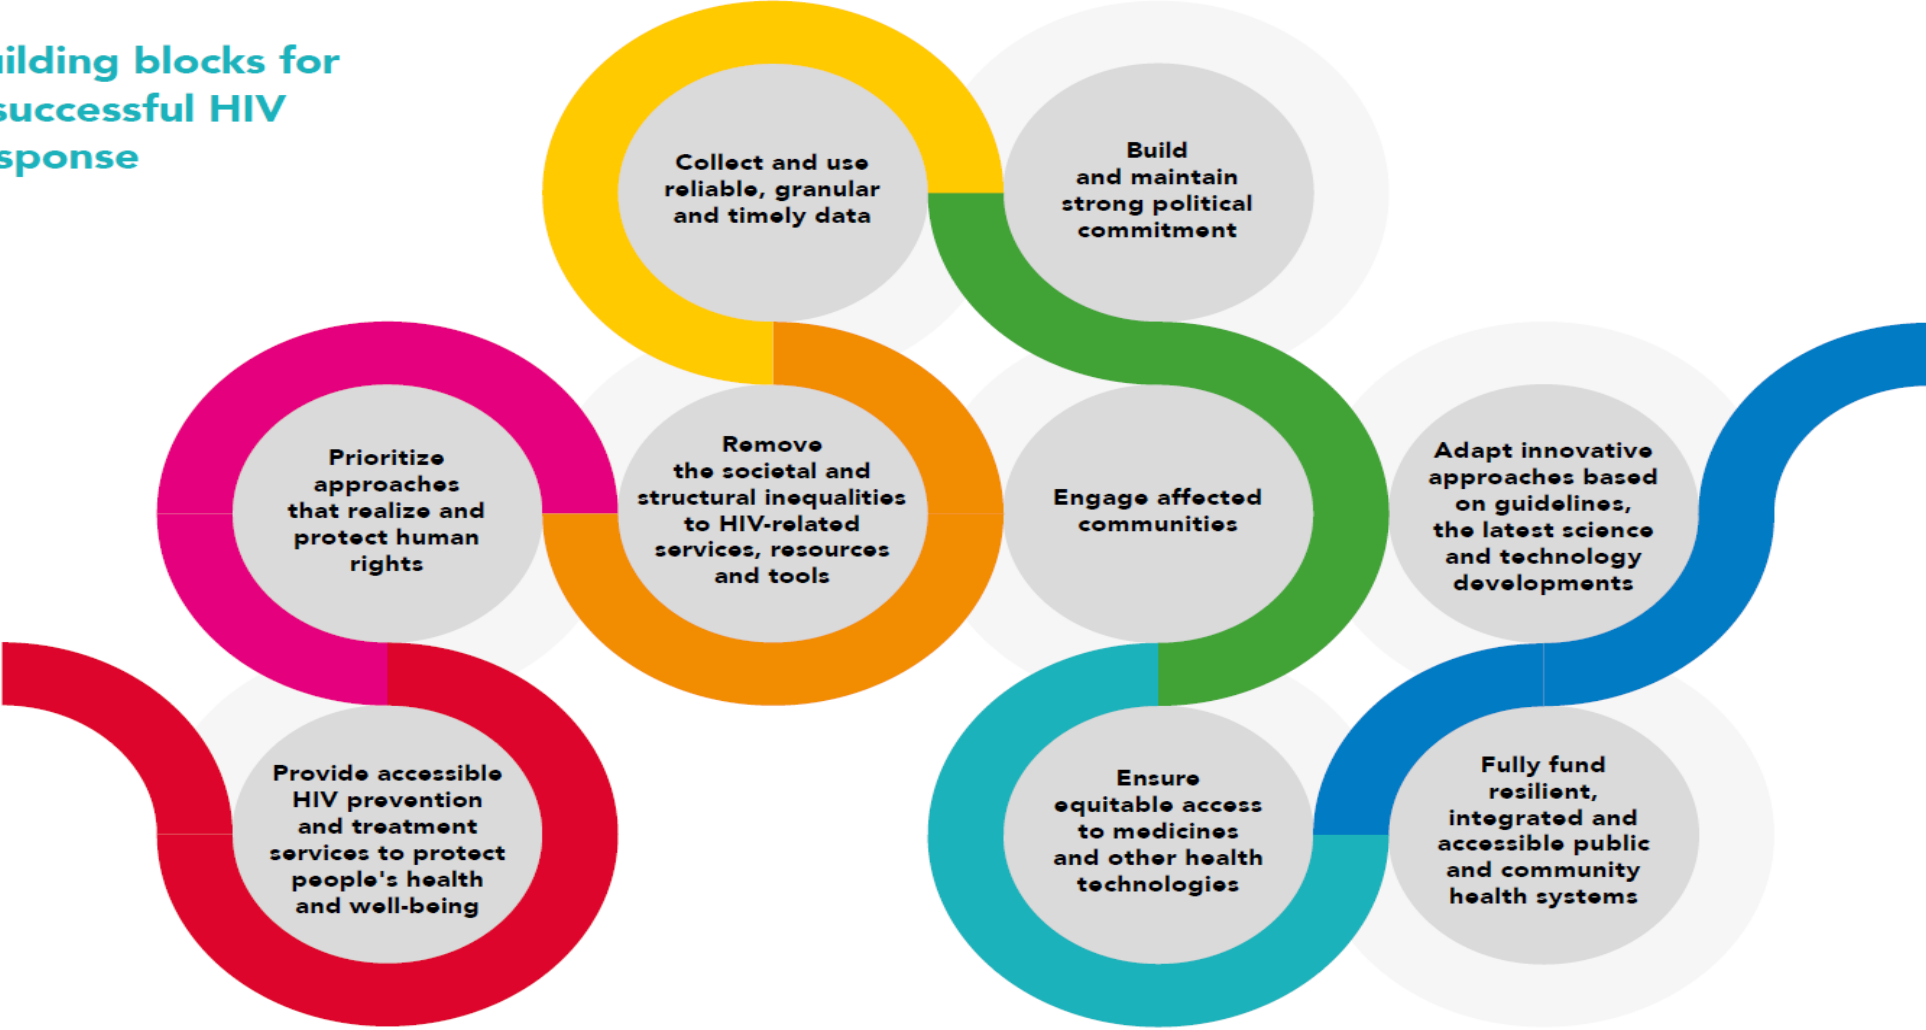 ilding blocks for
successful HIV
sponse
Collect and use
reliable, granular
and timely data
Build
and maintain
strong political
commitment
Prioritize
approaches
that realize and
protect human
rights
Remove
the societal and
structural inequalities
to HIV-related
services, resources
and tools
Engage affected
communities
Adapt innovative
approaches based
on guidelines,
the latest science
and technology
developments
Provide accessible
HIV prevention
and treatment
services to protect
people's health
and well-being
Ensure
equitable access
to medicines
and other health
technologies
Fully fund
resilient,
integrated and
accessible public
and community
health systems